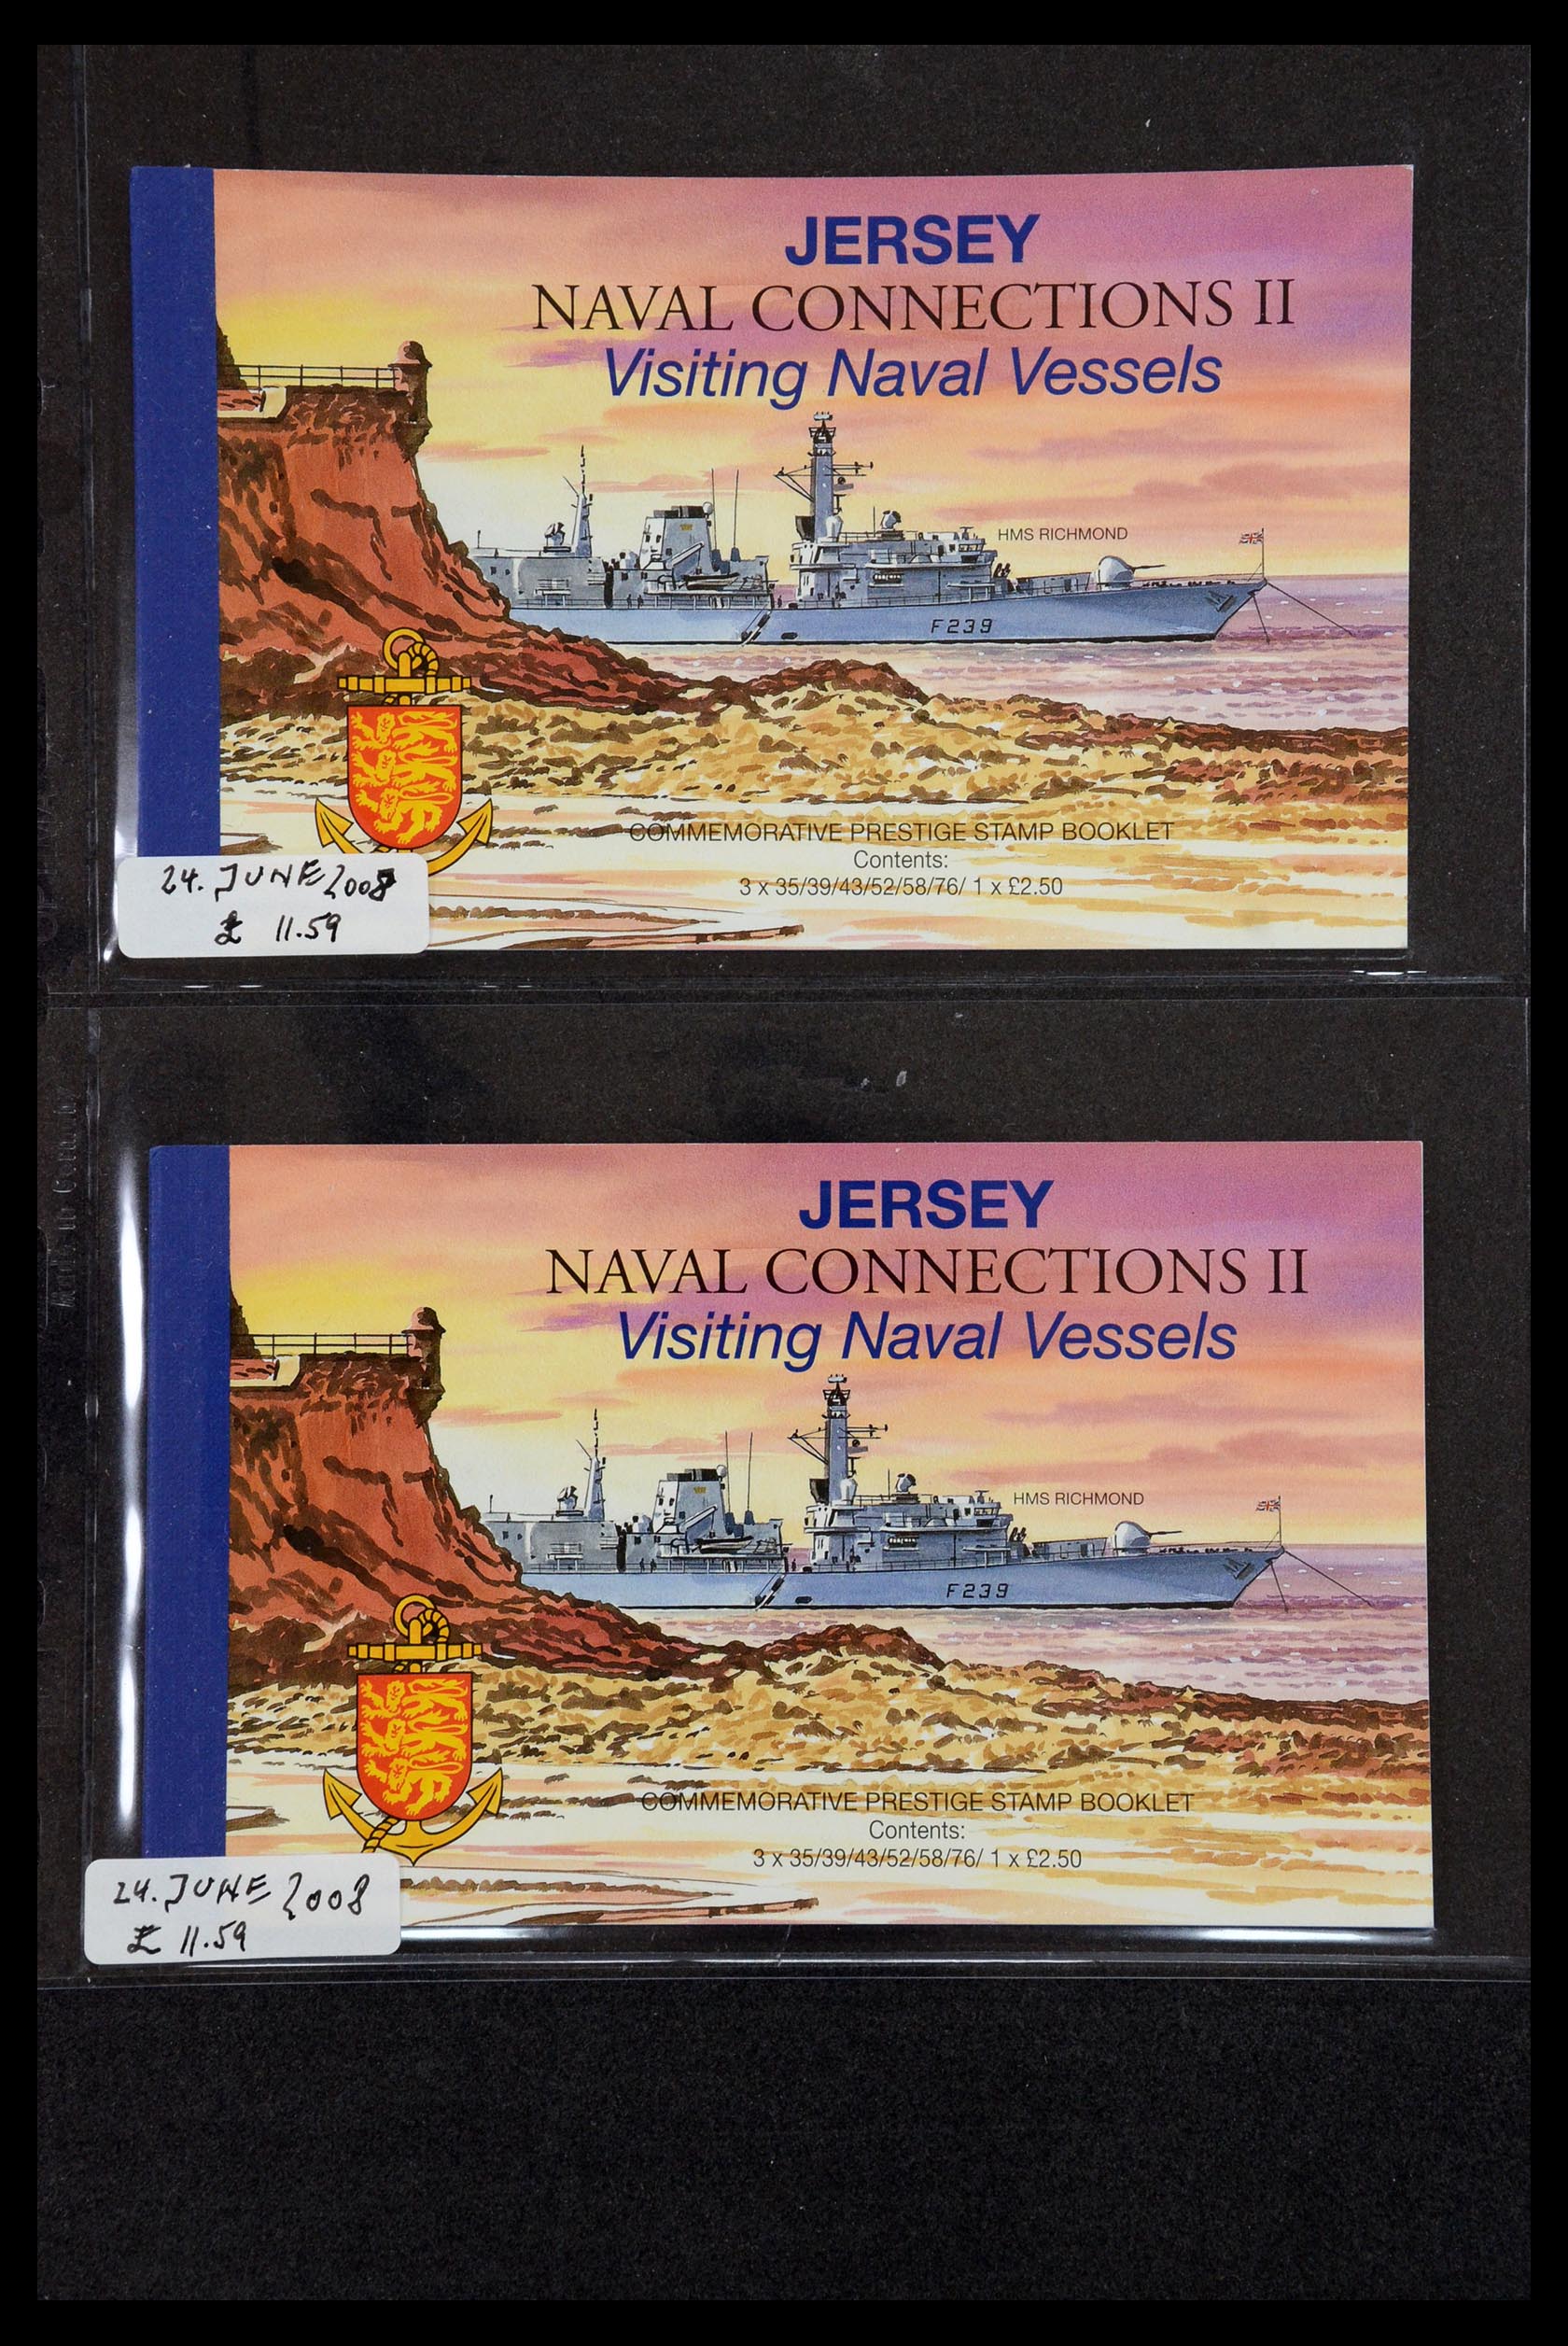 JERSEY
NAVAL CONNECTIONS II
Visiting Naval Vessels
HMS RICHMOND
F239
COMMEMORATIVE PRESTIGE STAMP BOOKLET
Contents:
3 x 35/39/43/52/58/76/ 1 x £2.50
24. JUNE 2008
£ 11.59
JERSEY
NAVAL CONNECTIONS II
Visiting Naval Vessels
HMS RICHMOND
F239
COMMEMORATIVE PRESTIGE STAMP BOOKLET
Contents:
3 x 35/39/43/52/58/76/ 1 x £2.50
24. JUNE 2008
£ 11.59